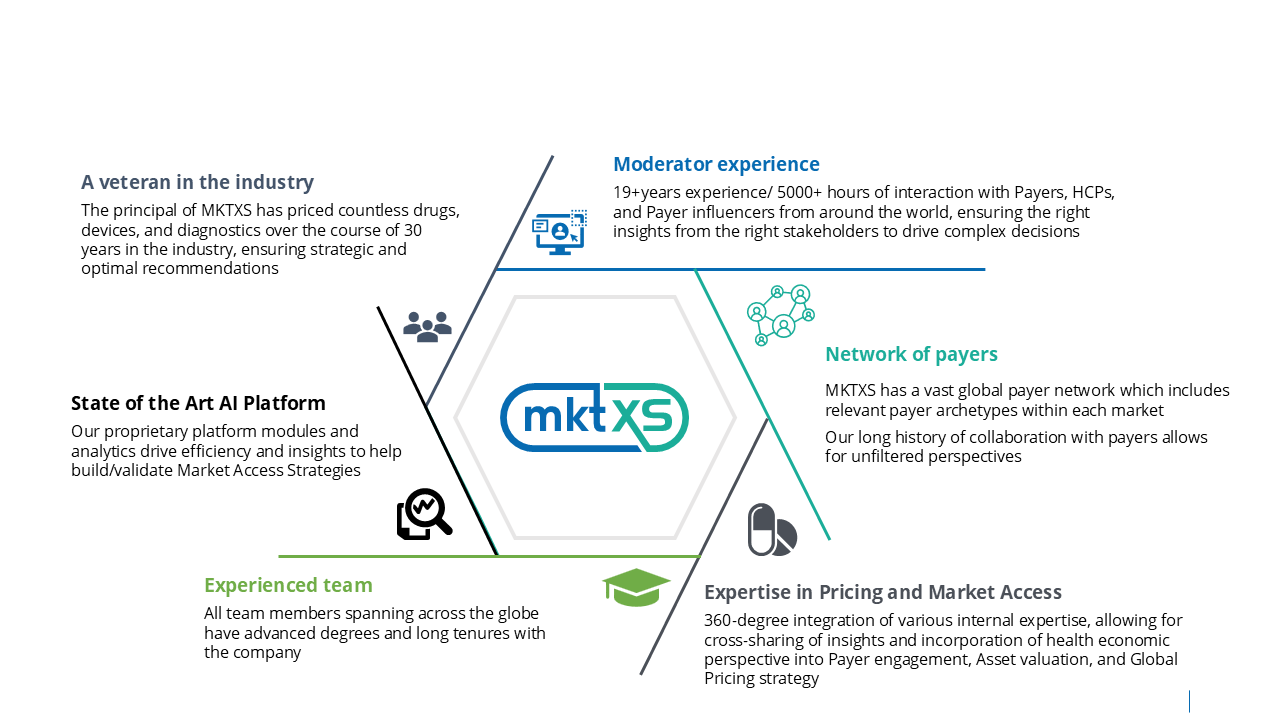 A veteran in the industry
The principal of MKTXS has priced countless drugs,
devices, and diagnostics over the course of 30
years in the industry, ensuring strategic and
optimal recommendations
Moderator experience
19+years experience/ 5000+ hours of interaction with Payers, HCPs,
and Payer influencers from around the world, ensuring the right
insights from the right stakeholders to drive complex decisions
Network of payers
MKTXS has a vast global payer network which includes
relevant payer archetypes within each market
Our long history of collaboration with payers allows
for unfiltered perspectives
State of the Art AI Platform
Our proprietary platform modules and
analytics drive efficiency and insights to help
build/validate Market Access Strategies
mktxs
Experienced team
All team members spanning across the globe
have advanced degrees and long tenures with
the company
Expertise in Pricing and Market Access
360-degree integration of various internal expertise, allowing for
cross-sharing of insights and incorporation of health economic
perspective into Payer engagement, Asset valuation, and Global
Pricing strategy